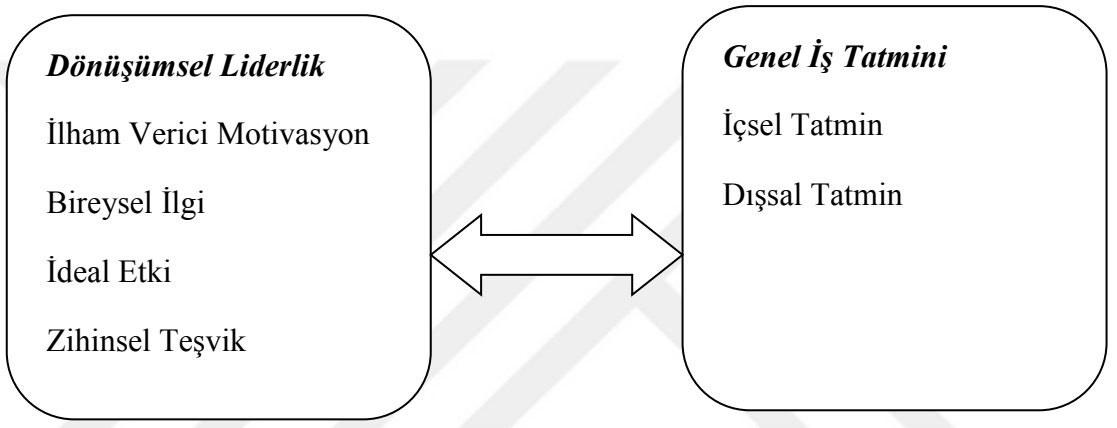 Dönüşümsel Liderlik
İlham Verici Motivasyon
Bireysel İlgi
İdeal Etki
Zihinsel Teşvik
Genel İş Tatmini
İçsel Tatmin
Dışsal Tatmin